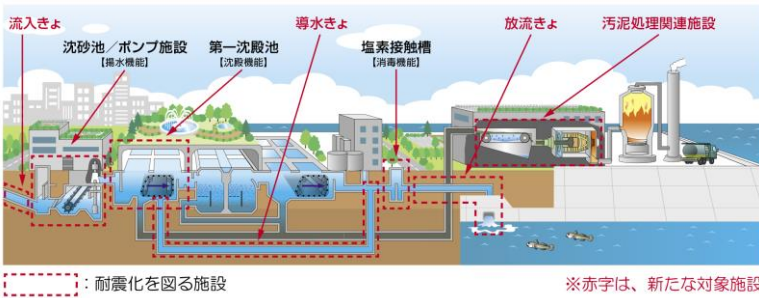 流入きょ
沈砂池／ポンプ施設
【揚水機能】
第一沈殿池
【沈殿機能】
導水きょ
塩素接触槽
【消毒機能】
放流きょ
汚泥処理関連施設
：耐震化を図る施設
※赤字は、新たな対象施設